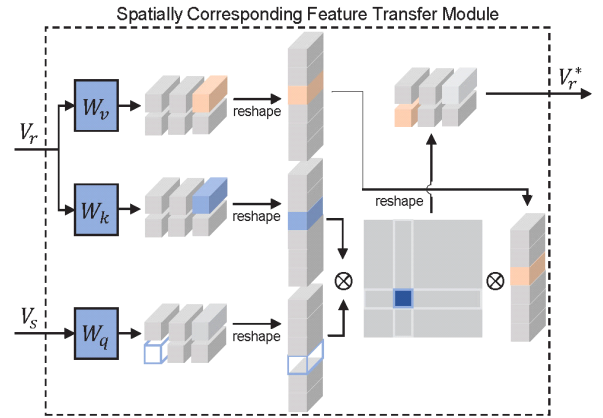 Spatially Corresponding Feature Transfer Module
V_r
W_v
reshape
V_r^*
W_k
reshape
reshape
⊗
⊗
V_s
W_q
reshape